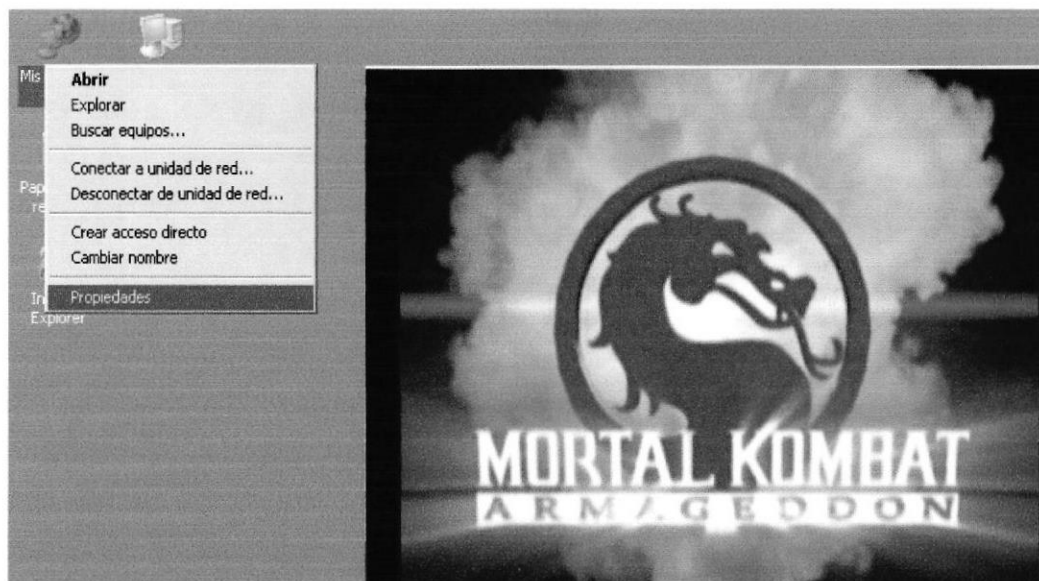 Mis
Abrir
Explorar
Buscar equipos...
Conectar a unidad de red...
Desconectar de unidad de red...
Crear acceso directo
Cambiar nombre
Propiedades
Explorer
MORTAL KOMBAT
ARMAGEDDON